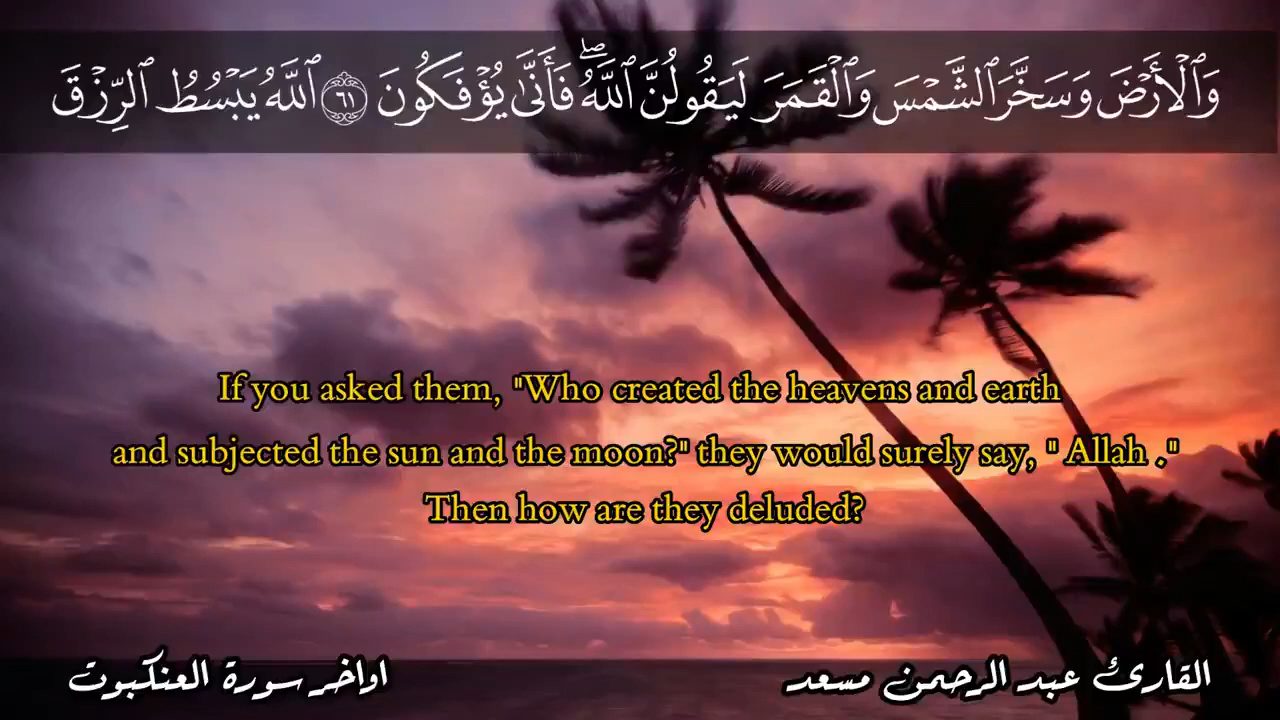 وَٱلْأَرْضَ وَسَخَّرَ ٱلشَّمْسَ وَٱلْقَمَرَ لَيَقُولُنَّ ٱللَّهُ ۖ فَأَنَّىٰ يُؤْفَكُونَ ٦١ ٱللَّهُ يَبْسُطُ ٱلرِّزْقَ
If you asked them, "Who created the heavens and earth
and subjected the sun and the moon?" they would surely say, " Allah ."
Then how are they deluded?
القارئ عبد الرحمن مسعد
اواخر سورة العنكبوت